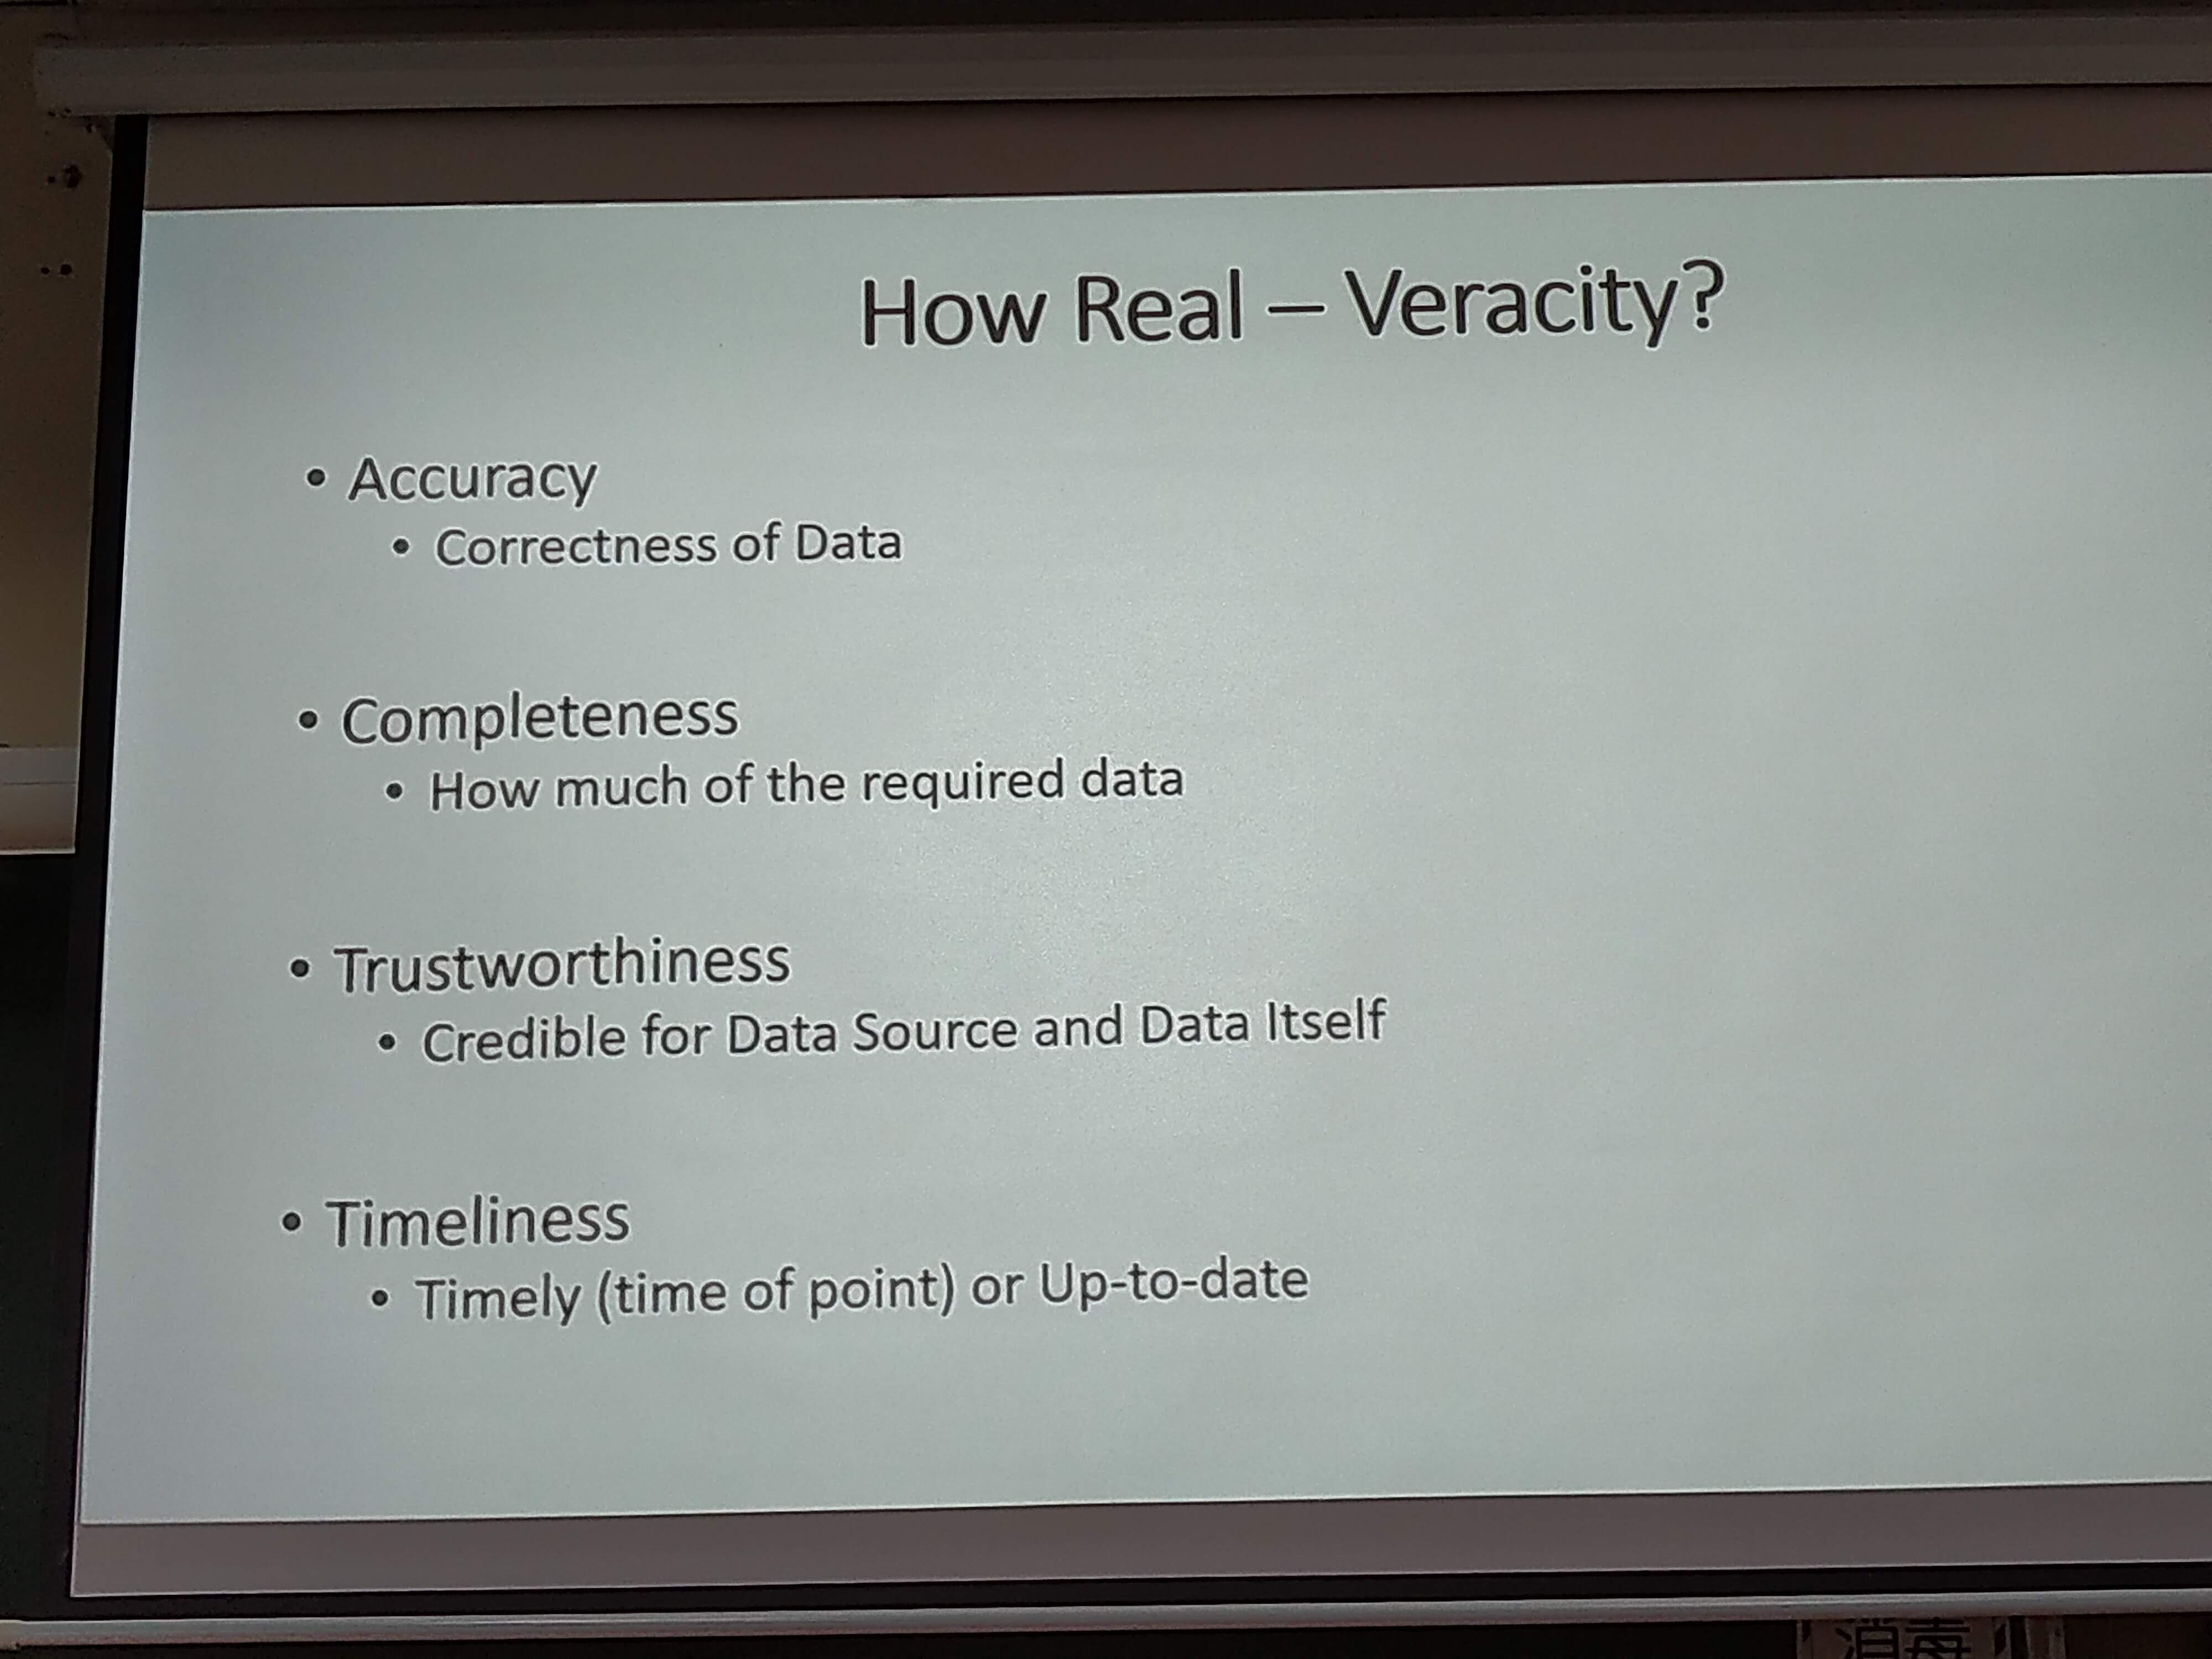 How Real – Veracity?
• Accuracy
• Correctness of Data
• Completeness
• How much of the required data
• Trustworthiness
• Credible for Data Source and Data Itself
• Timeliness
• Timely (time of point) or Up-to-date
消毒